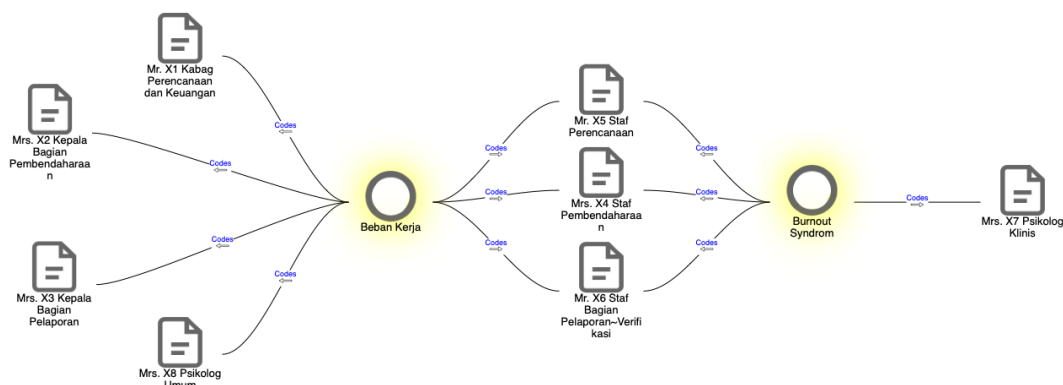 Mr. X1 Kabag
Perencanaan
dan Keuangan
Mrs. X2 Kepala
Bagian
Pembendaharaa
n
Mrs. X3 Kepala
Bagian
Pelaporan
Mrs. X8 Psikolog
Umum
Codes
Codes
Codes
Codes
Beban Kerja
Codes
Codes
Codes
Mr. X5 Staf
Perencanaan
Mrs. X4 Staf
Pembendaharaa
n
Mr. X6 Staf
Bagian
Pelaporan~Verifi
kasi
Codes
Codes
Codes
Burnout
Syndrom
Codes
Mrs. X7 Psikolog
Klinis